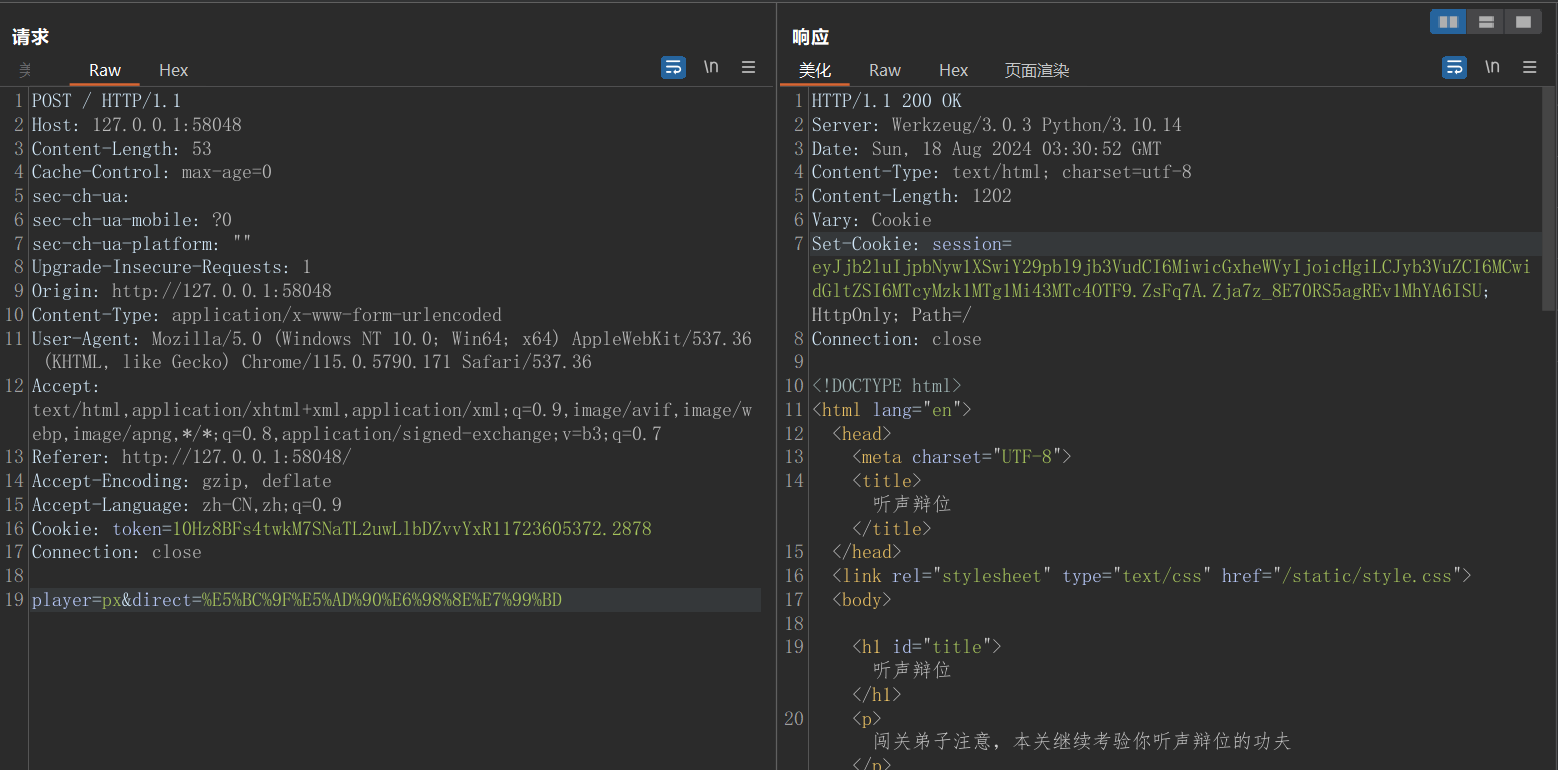 请求
Raw Hex \n
1 POST / HTTP/1.1
2 Host: 127.0.0.1:58048
3 Content-Length: 53
4 Cache-Control: max-age=0
5 sec-ch-ua:
6 sec-ch-ua-mobile: ?0
7 sec-ch-ua-platform: ""
8 Upgrade-Insecure-Requests: 1
9 Origin: http://127.0.0.1:58048
10 Content-Type: application/x-www-form-urlencoded
11 User-Agent: Mozilla/5.0 (Windows NT 10.0; Win64; x64) AppleWebKit/537.36
(KHTML, like Gecko) Chrome/115.0.5790.171 Safari/537.36
12 Accept:
text/html,application/xhtml+xml,application/xml;q=0.9,image/avif,image/w
ebp,image/apng,*/*;q=0.8,application/signed-exchange;v=b3;q=0.7
13 Referer: http://127.0.0.1:58048/
14 Accept-Encoding: gzip, deflate
15 Accept-Language: zh-CN,zh;q=0.9
16 Cookie: token=10Hz8BFs4twkM7SNaTL2uwLlbDZvvYxR11723605372.2878
17 Connection: close
18
19 player=px&direct=%E5%BC%9F%E5%AD%90%E6%98%8E%E7%99%BD
响应
美化 Raw Hex 页面渲染 \n
1 HTTP/1.1 200 OK
2 Server: Werkzeug/3.0.3 Python/3.10.14
3 Date: Sun, 18 Aug 2024 03:30:52 GMT
4 Content-Type: text/html; charset=utf-8
5 Content-Length: 1202
6 Vary: Cookie
7 Set-Cookie: session=
eyJjb2luIjpbNyw1XSwiY29pbl9jb3VudCI6MiwicGxheWVyIjoicHgiLCJyb3VuZCI6MCwi
dGltZSI6MTcyMzk1MTg1Mi43MTc4OTF9.ZsFq7A.Zja7z_8E70RS5agREv1MhYA6ISU;
HttpOnly; Path=/
8 Connection: close
9
10 <!DOCTYPE html>
11 <html lang="en">
12 <head>
13 <meta charset="UTF-8">
14 <title>
听声辩位
</title>
15 </head>
16 <link rel="stylesheet" type="text/css" href="/static/style.css">
17 <body>
18
19 <h1 id="title">
听声辩位
</h1>
20 <p>
闯关弟子注意，本关继续考验你听声辩位的功夫
</p>